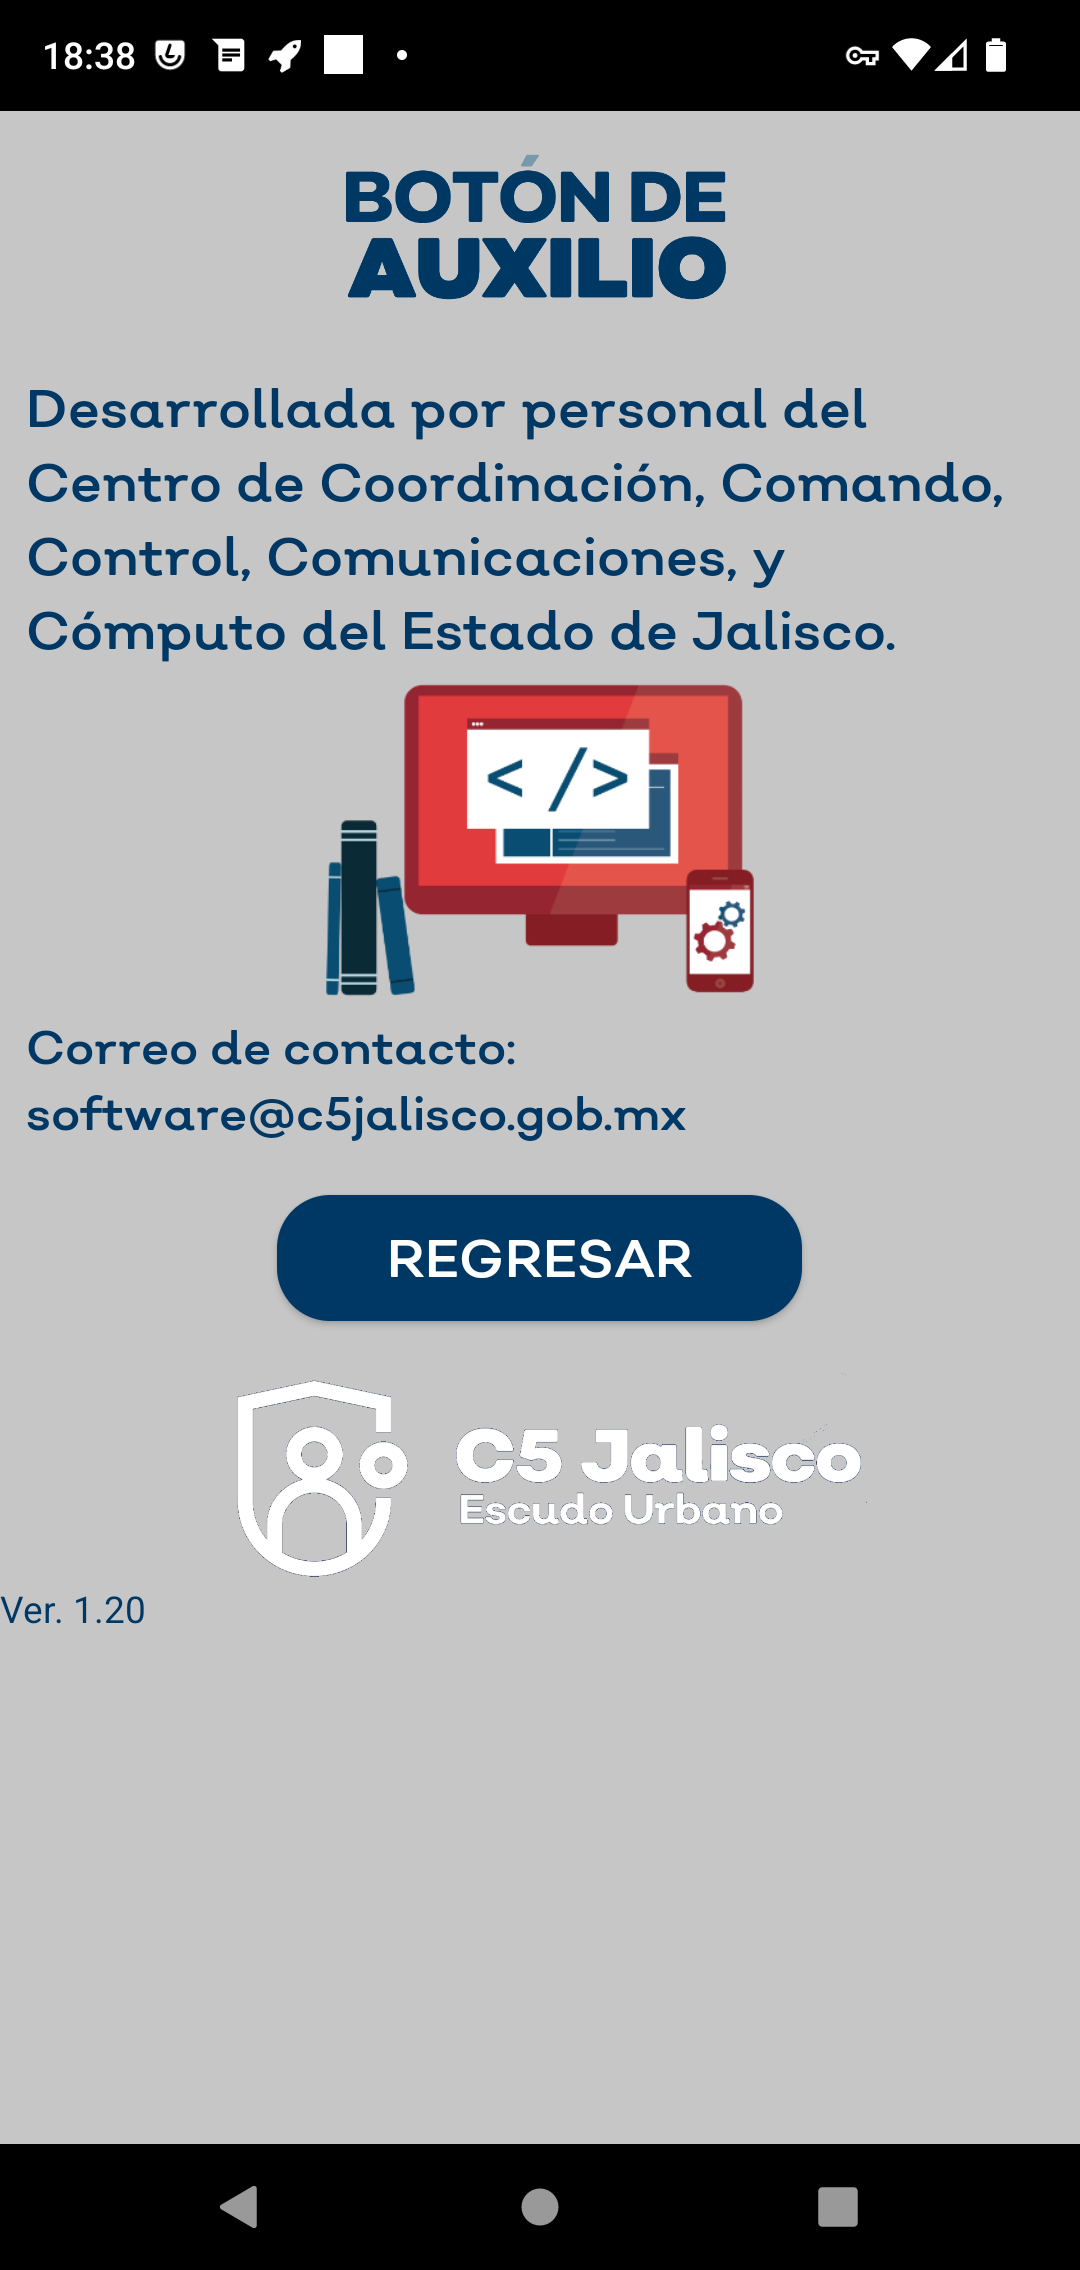 18:38
BOTÓN DE
AUXILIO
Desarrollada por personal del
Centro de Coordinación, Comando,
Control, Comunicaciones, y
Cómputo del Estado de Jalisco.
< />
Correo de contacto:
software@c5jalisco.gob.mx
REGRESAR
C5 Jalisco
Escudo Urbano
Ver. 1.20